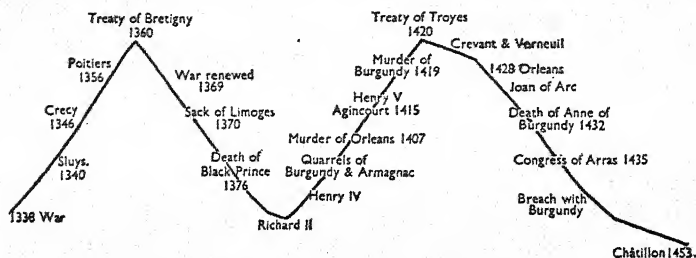 Treaty of Bretigny
1360
Poitiers
1356
Crecy
1346
Sluys.
1340
1338 War
War renewed
1369
Sack of Limoges
1370
Death of
Black Prince
1376
Richard II
Henry IV
Quarrels of
Burgundy & Armagnac
Murder of Orleans 1407
Henry V
Agincourt 1415
Murder of
Burgundy 1419
Treaty of Troyes
1420
Crevant & Verneuil
1428 Orleans
Joan of Arc
Death of Anne of
Burgundy 1432
Congress of Arras 1435
Breach with
Burgundy
Châtillon 1453.